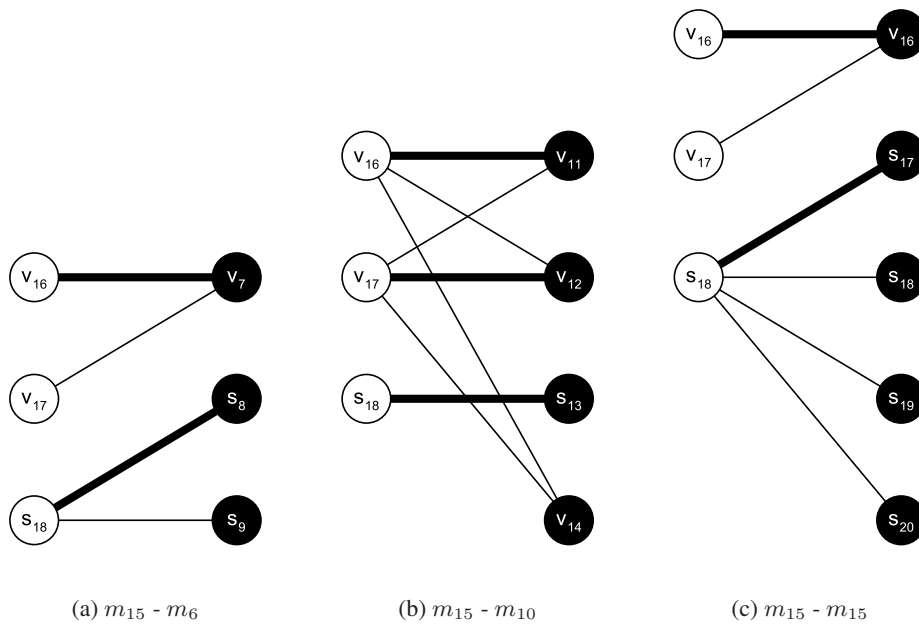 v16 v16
v17 s17
s18 s18
s19
s20
v16 v11
v17 v12
s18 s13
v14
v16 v7
v17 s8
s18 s9
(a) m15 - m6 (b) m15 - m10 (c) m15 - m15